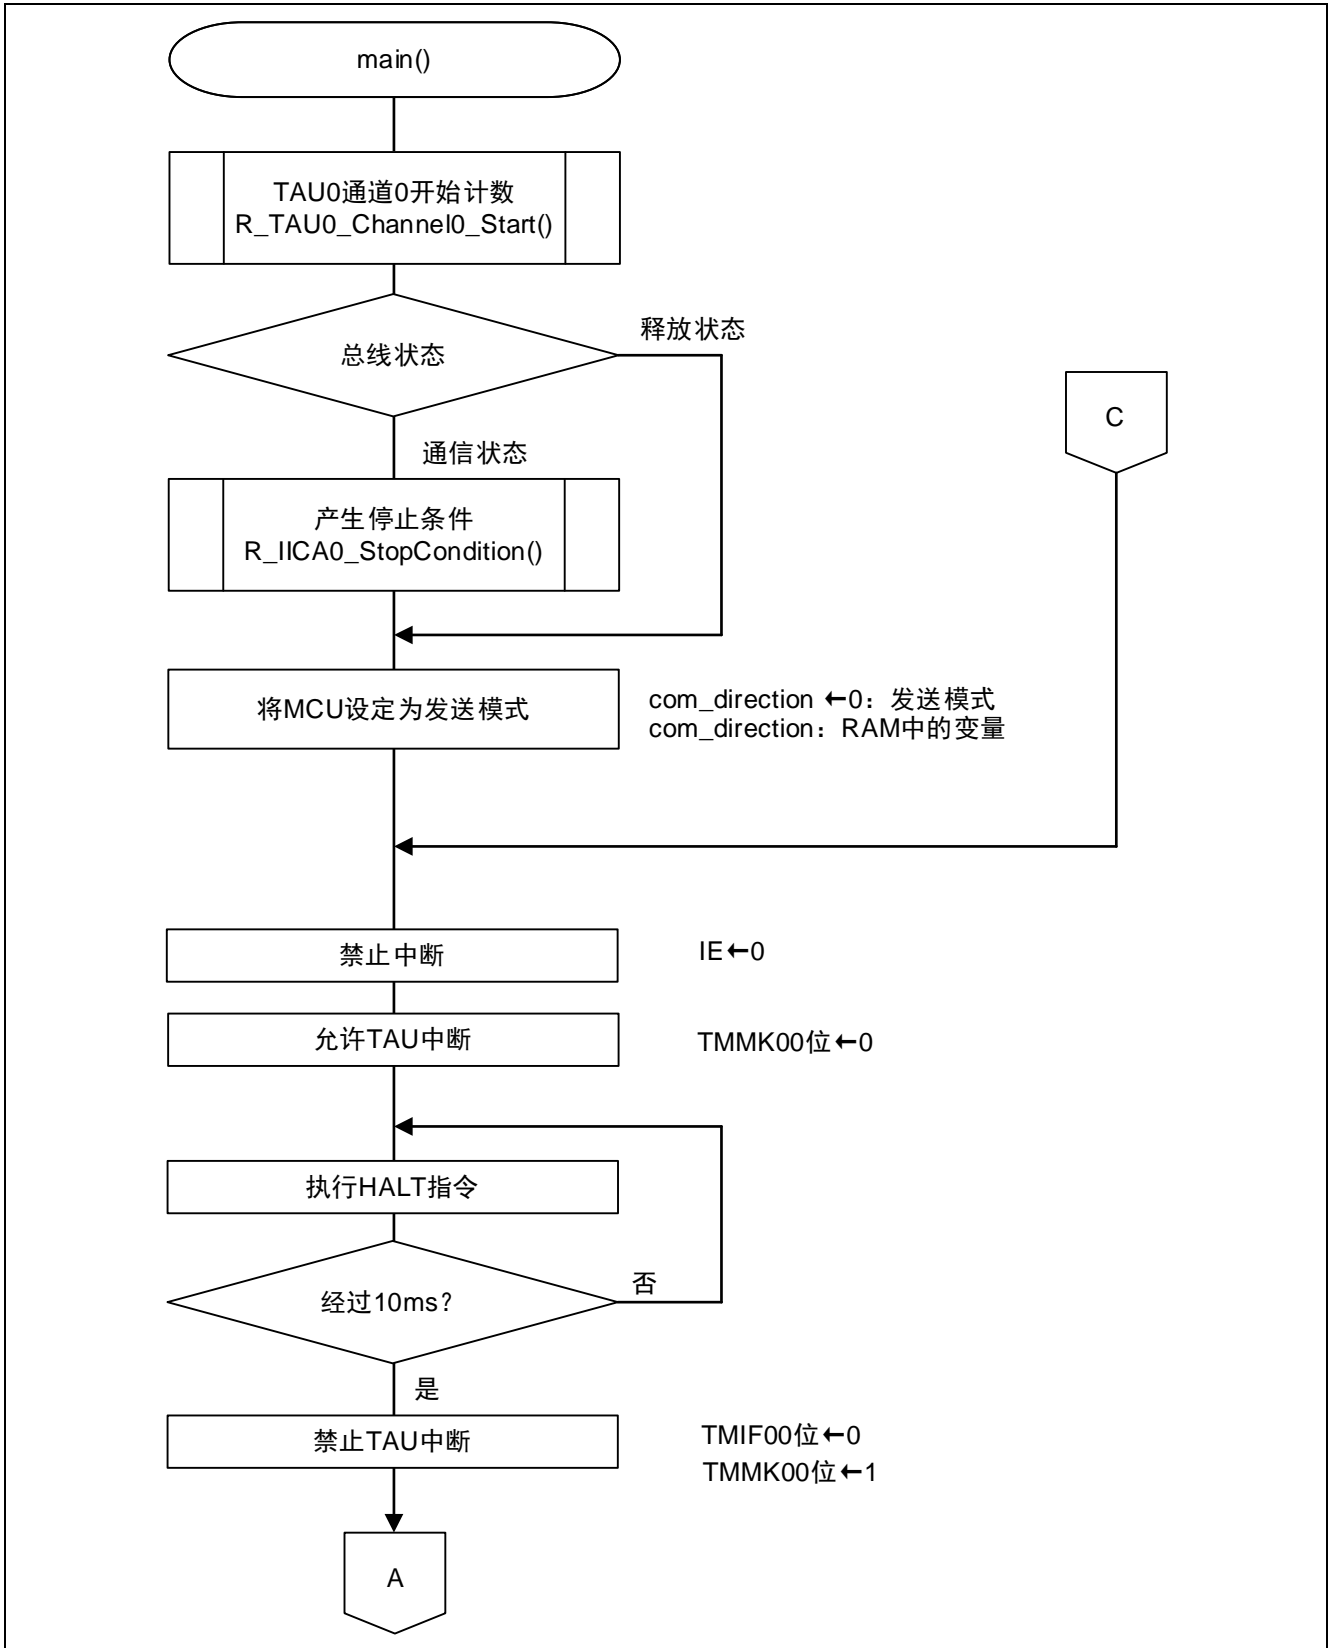 main()
TAU0通道0开始计数
R_TAU0_Channel0_Start()
总线状态
释放状态
C
通信状态
产生停止条件
R_IICA0_StopCondition()
将MCU设定为发送模式
com_direction ←0：发送模式
com_direction：RAM中的变量
禁止中断
IE←0
允许TAU中断
TMMK00位←0
执行HALT指令
经过10ms？
否
是
禁止TAU中断
TMIF00位←0
TMMK00位←1
A